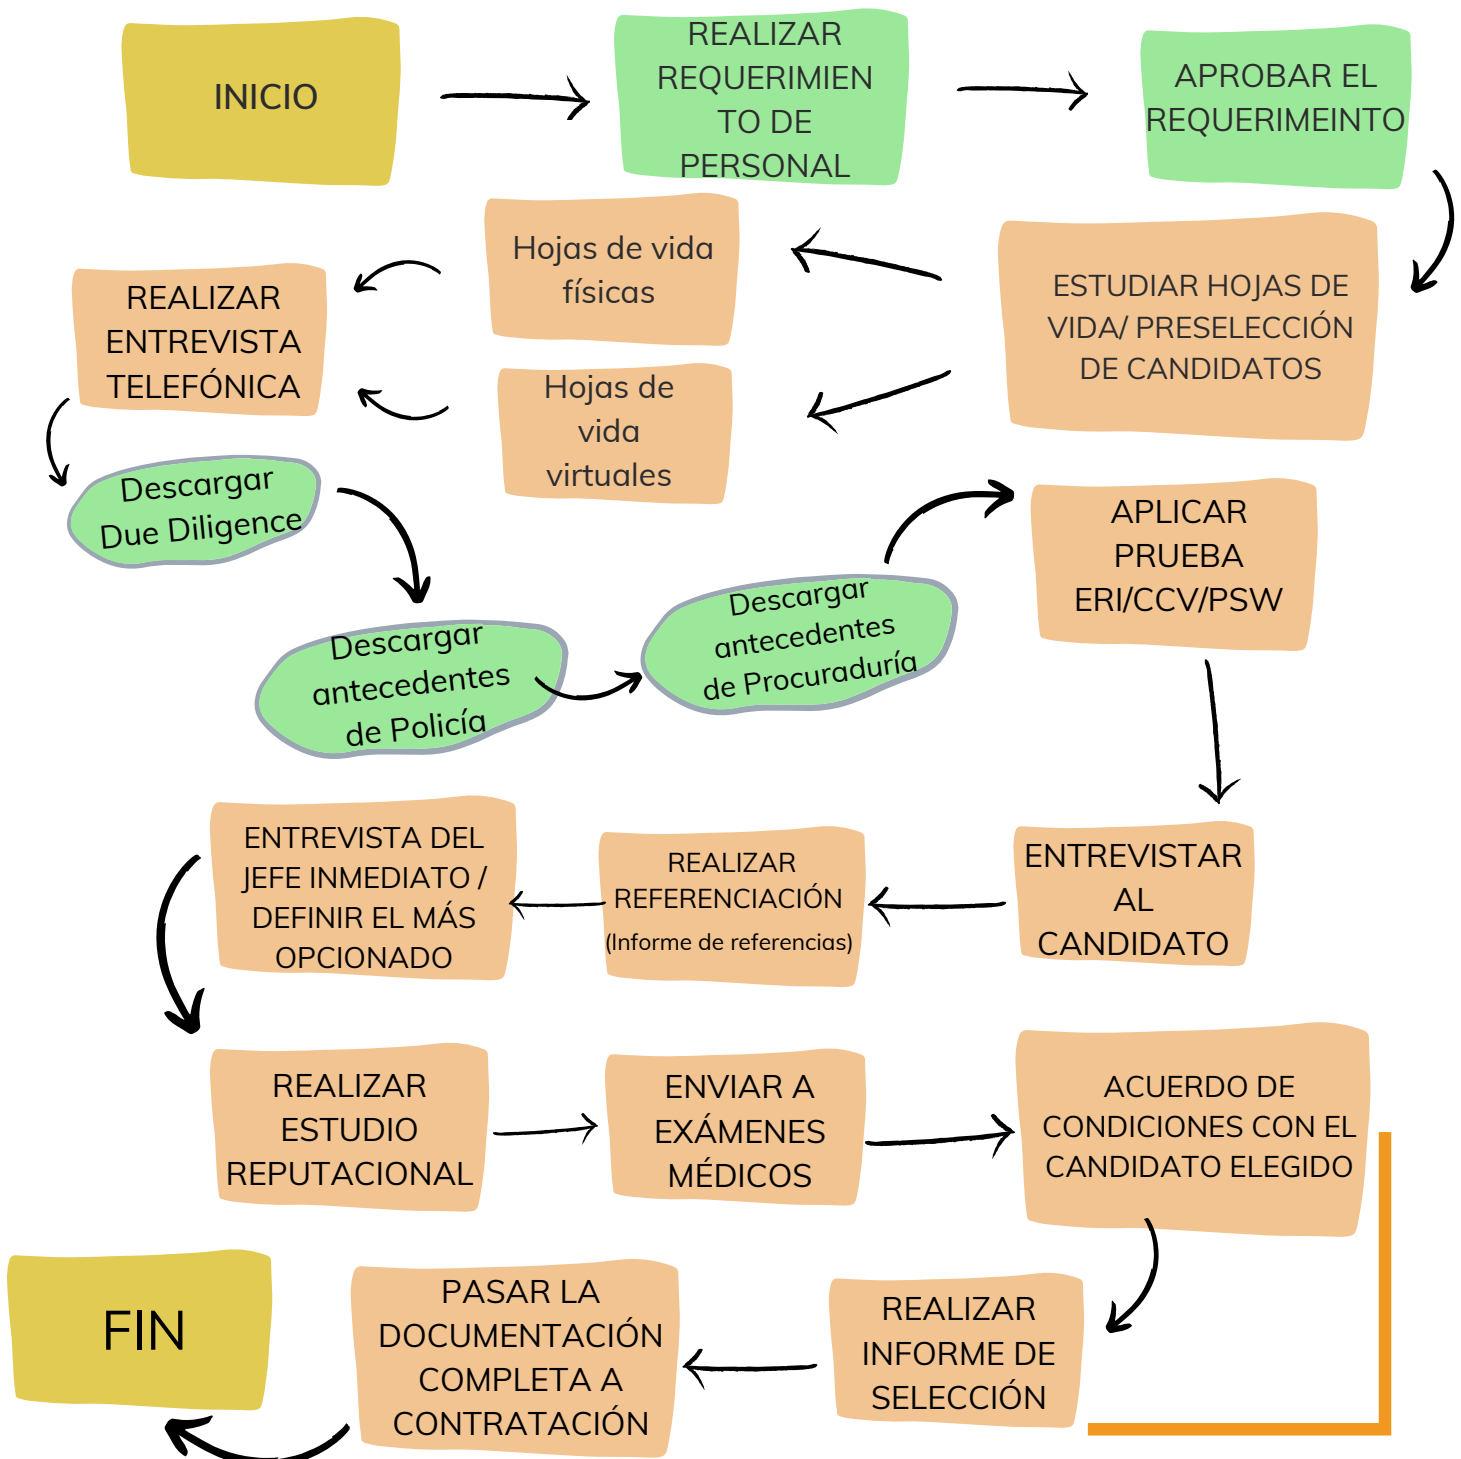 INICIO
REALIZAR
REQUERIMIEN
TO DE
PERSONAL
APROBAR EL
REQUERIMEINTO
ESTUDIAR HOJAS DE
VIDA/ PRESELECCIÓN
DE CANDIDATOS
Hojas de vida
físicas
Hojas de
vida
virtuales
REALIZAR
ENTREVISTA
TELEFÓNICA
Descargar
Due Diligence
Descargar
antecedentes
de Policía
Descargar
antecedentes
de Procuraduría
APLICAR
PRUEBA
ERI/CCV/PSW
ENTREVISTAR
AL
CANDIDATO
REALIZAR
REFERENCIACIÓN
(Informe de referencias)
ENTREVISTA DEL
JEFE INMEDIATO /
DEFINIR EL MÁS
OPCIONADO
REALIZAR
ESTUDIO
REPUTACIONAL
ENVIAR A
EXÁMENES
MÉDICOS
ACUERDO DE
CONDICIONES CON EL
CANDIDATO ELEGIDO
REALIZAR
INFORME DE
SELECCIÓN
PASAR LA
DOCUMENTACIÓN
COMPLETA A
CONTRATACIÓN
FIN